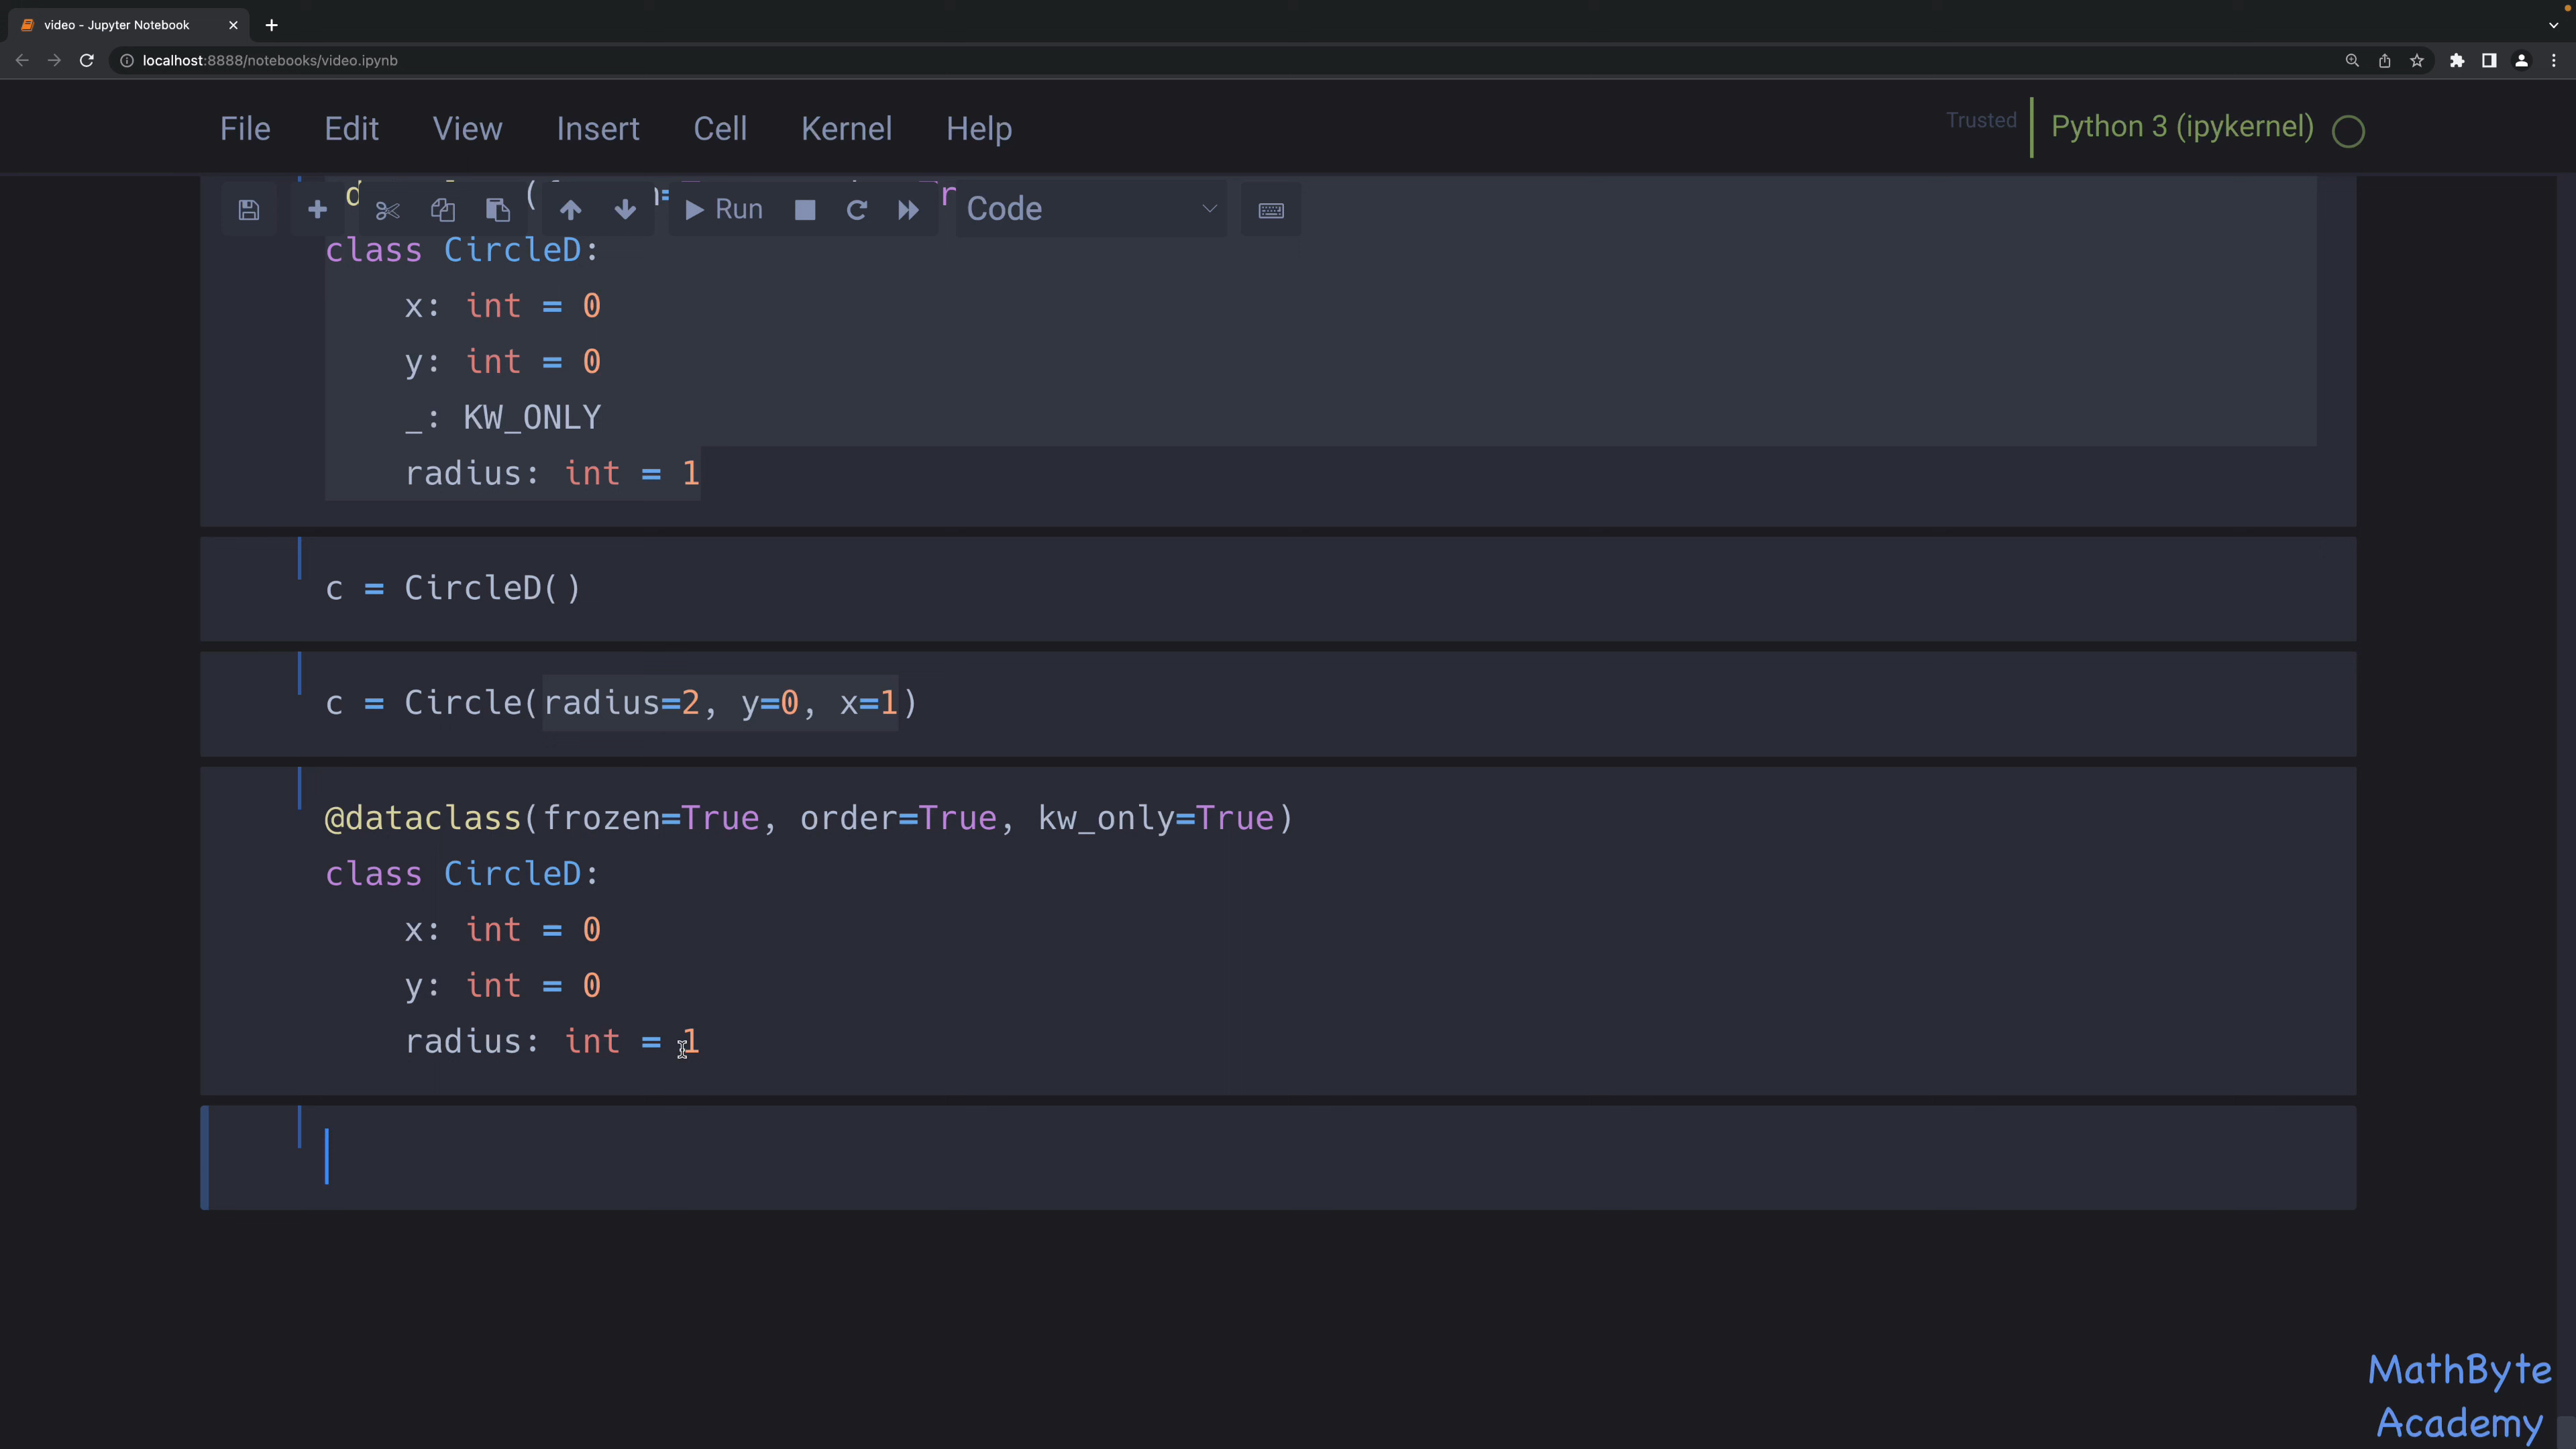 video - Jupyter Notebook
localhost:8888/notebooks/video.ipynb
File Edit View Insert Cell Kernel Help
Trusted
Python 3 (ipykernel)
Run
Code
class CircleD:
x: int = 0
y: int = 0
_: KW_ONLY
radius: int = 1
c = CircleD()
c = Circle(radius=2, y=0, x=1)
@dataclass(frozen=True, order=True, kw_only=True)
class CircleD:
x: int = 0
y: int = 0
radius: int = 1
MathByte
Academy